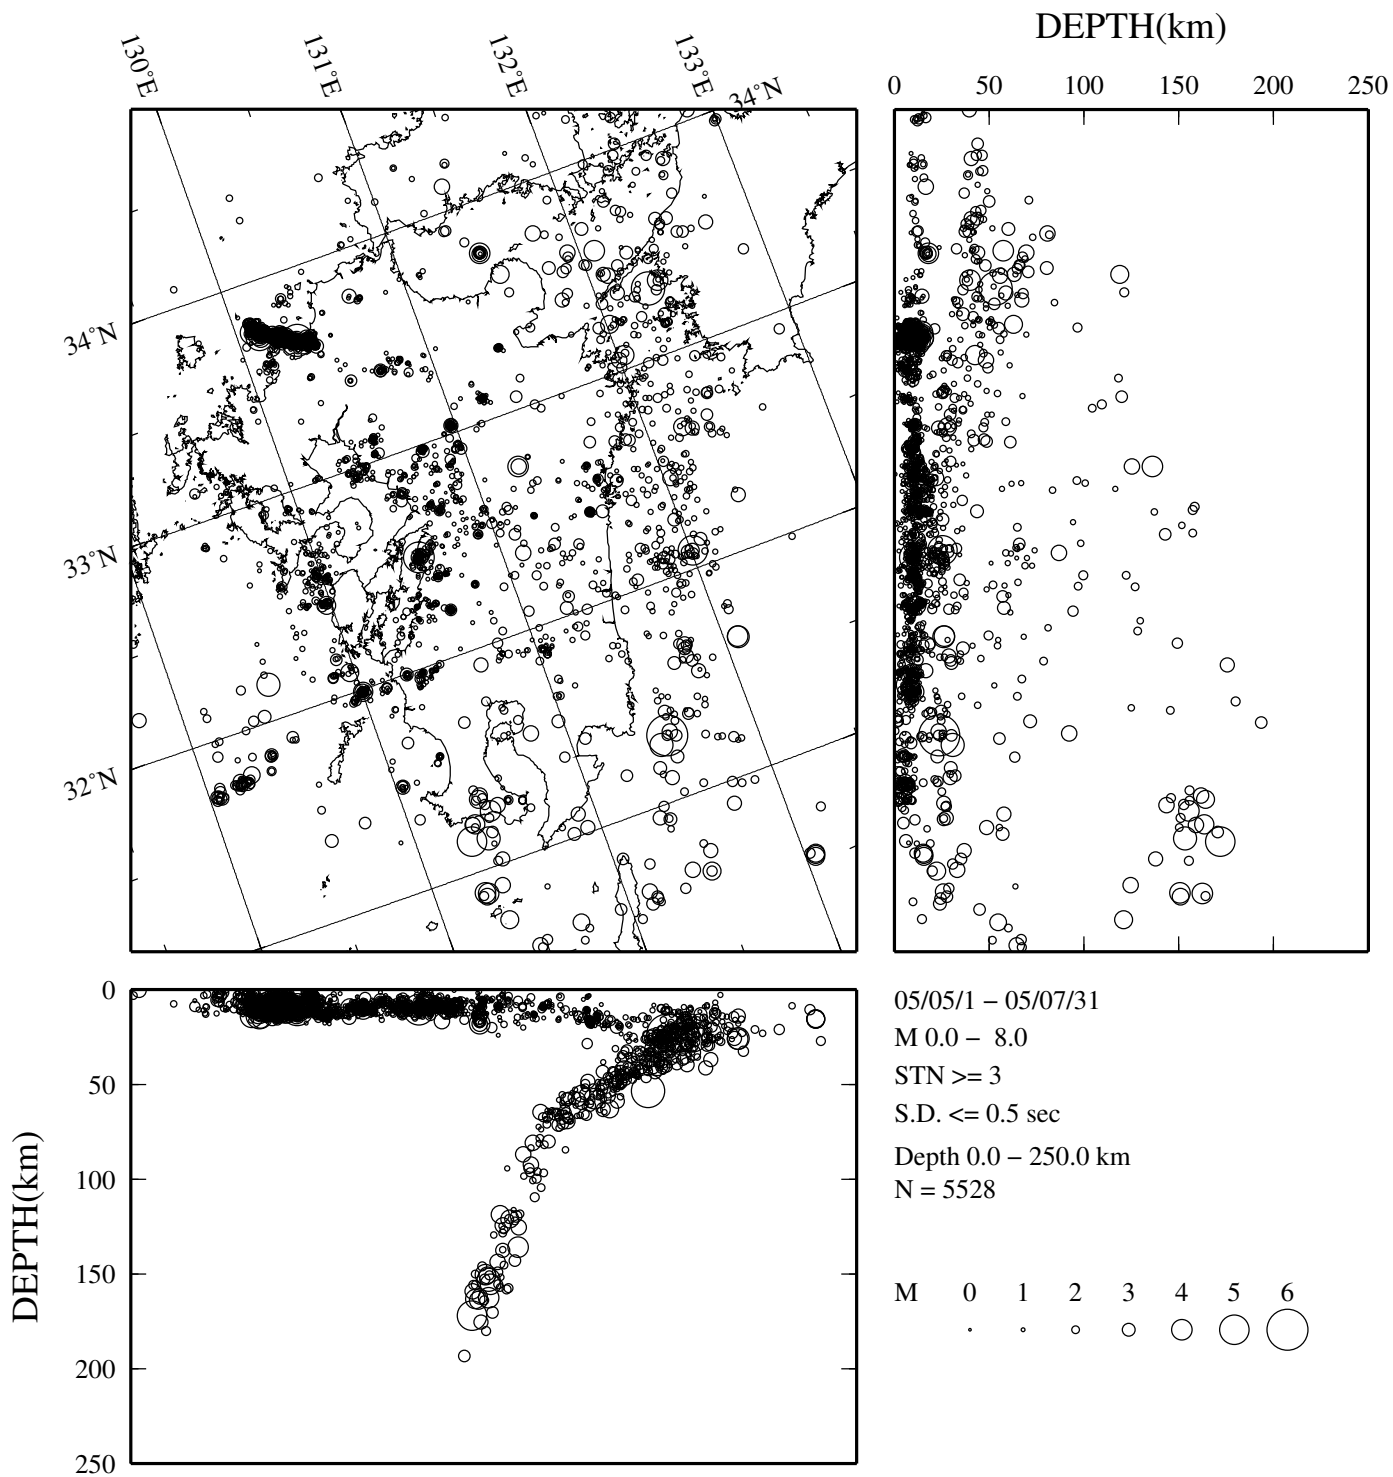 DEPTH(km)
0 50 100 150 200 250
130°E 131°E 132°E 133°E 34°N
34°N
33°N
32°N
0
50
100
150
200
250
DEPTH(km)
05/05/1 – 05/07/31
M 0.0 – 8.0
STN >= 3
S.D. <= 0.5 sec
Depth 0.0 – 250.0 km
N = 5528
M 0 1 2 3 4 5 6